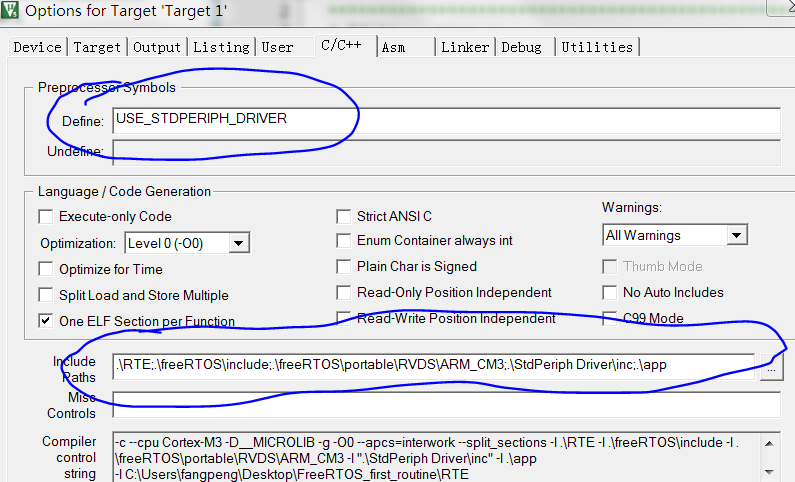 Options for Target 'Target 1'
2
Device Target Output Listing User C/C++ Asm Linker Debug Utilities
Preprocessor Symbols
Define: USE_STDPERIPH_DRIVER
Undefine:
Language / Code Generation
Execute-only Code
Strict ANSI C
Warnings:
Optimization: Level 0 (-O0)
Enum Container always int
All Warnings
Optimize for Time
Plain Char is Signed
Thumb Mode
Split Load and Store Multiple
Read-Only Position Independent
No Auto Includes
One ELF Section per Function
Read-Write Position Independent
C99 Mode
Include
Paths
.\RTE;.\freeRTOS\include;.\freeRTOS\portable\RVDS\ARM_CM3;.\StdPeriph Driver\inc;.\app
...
Misc
Controls
Compiler
control
string
-c --cpu Cortex-M3 -D__MICROLIB -g -O0 --apcs=interwork --split_sections -I .\RTE -I .\freeRTOS\include -I .
\freeRTOS\portable\RVDS\ARM_CM3 -I ".\StdPeriph Driver\inc" -I .\app
-I C:\Users\fangpeng\Desktop\FreeRTOS_first_routine\RTE